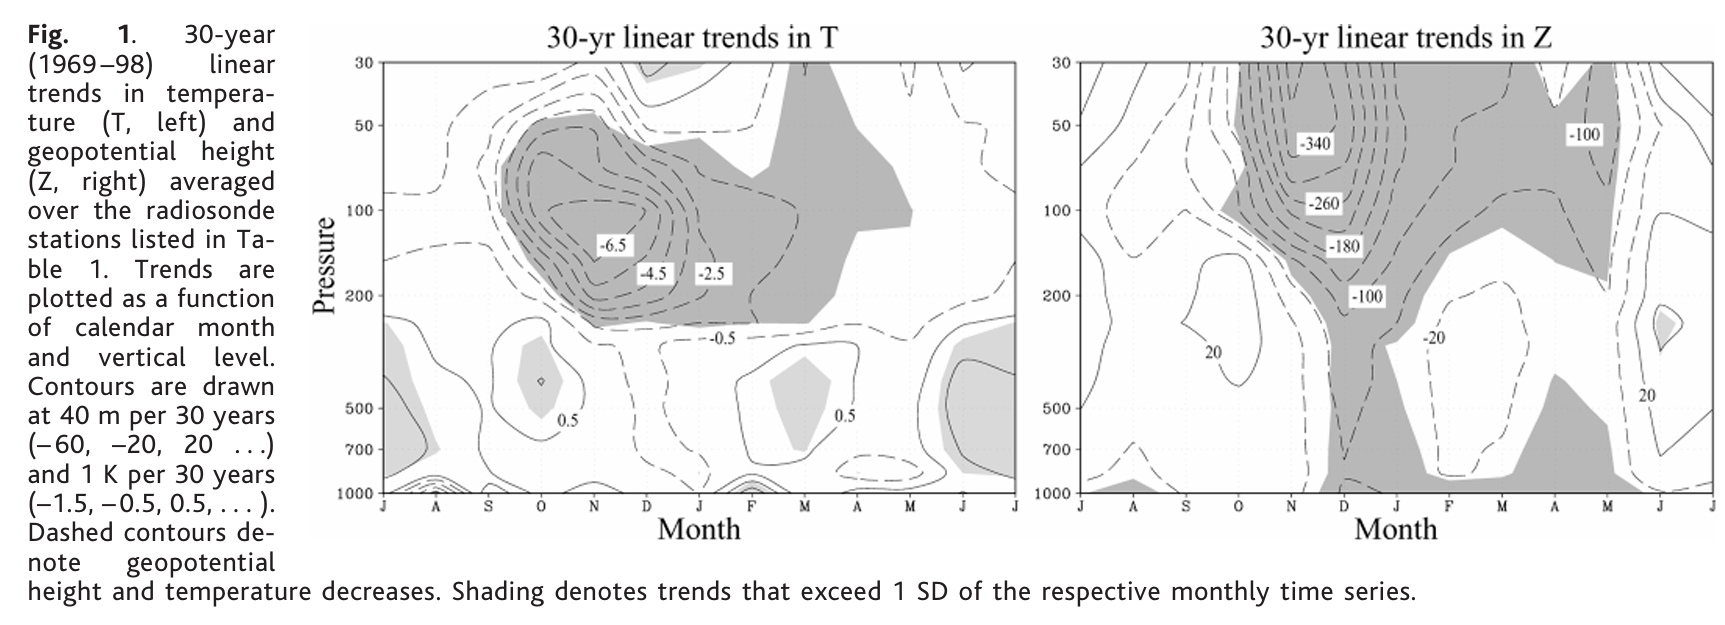 Fig. 1. 30-year
(1969–98) linear
trends in tempera-
ture (T, left) and
geopotential height
(Z, right) averaged
over the radiosonde
stations listed in Ta-
ble 1. Trends are
plotted as a function
of calendar month
and vertical level.
Contours are drawn
at 40 m per 30 years
(–60, –20, 20 ...)
and 1 K per 30 years
(–1.5, –0.5, 0.5, ... ).
Dashed contours de-
note geopotential
height and temperature decreases. Shading denotes trends that exceed 1 SD of the respective monthly time series.
30-yr linear trends in T
Pressure
30
50
100
200
500
700
1000
-6.5
-4.5
-2.5
-0.5
0.5
0.5
J A S O N D J F M A M J J
Month
30-yr linear trends in Z
30
50
100
200
500
700
1000
-340
-100
-260
-180
-100
-20
20
20
J A S O N D J F M A M J J
Month